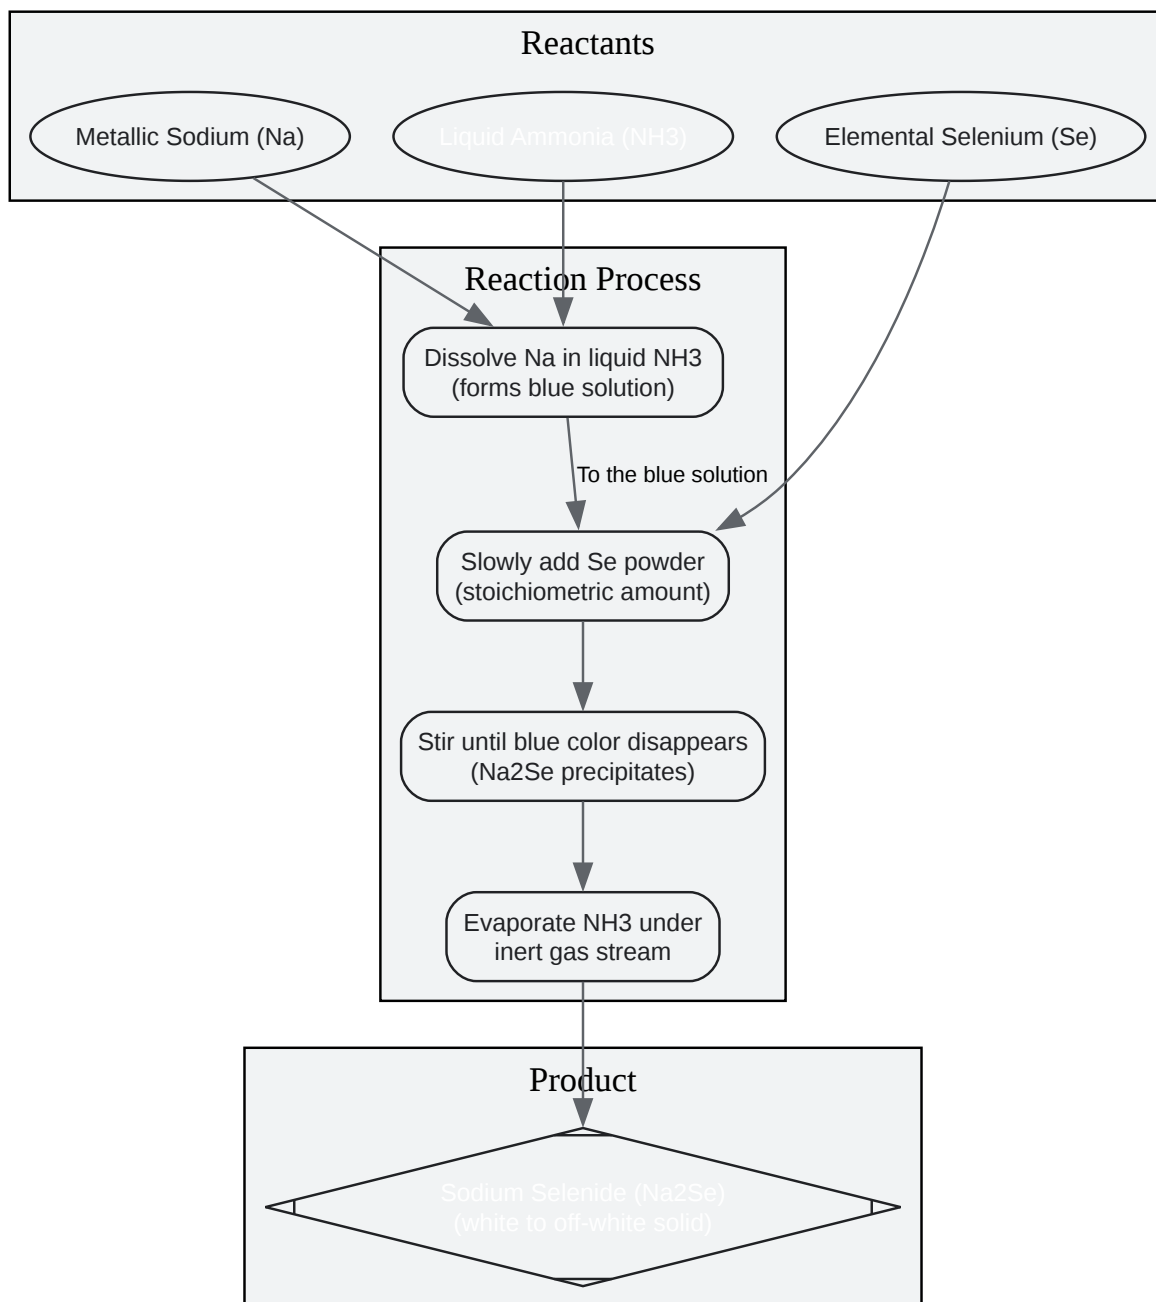 Reactants
Metallic Sodium (Na)
Liquid Ammonia (NH3)
Elemental Selenium (Se)
Reaction Process
Dissolve Na in liquid NH3
(forms blue solution)
To the blue solution
Slowly add Se powder
(stoichiometric amount)
Stir until blue color disappears
(Na2Se precipitates)
Evaporate NH3 under
inert gas stream
Product
Sodium Selenide (Na2Se)
(white to off-white solid)